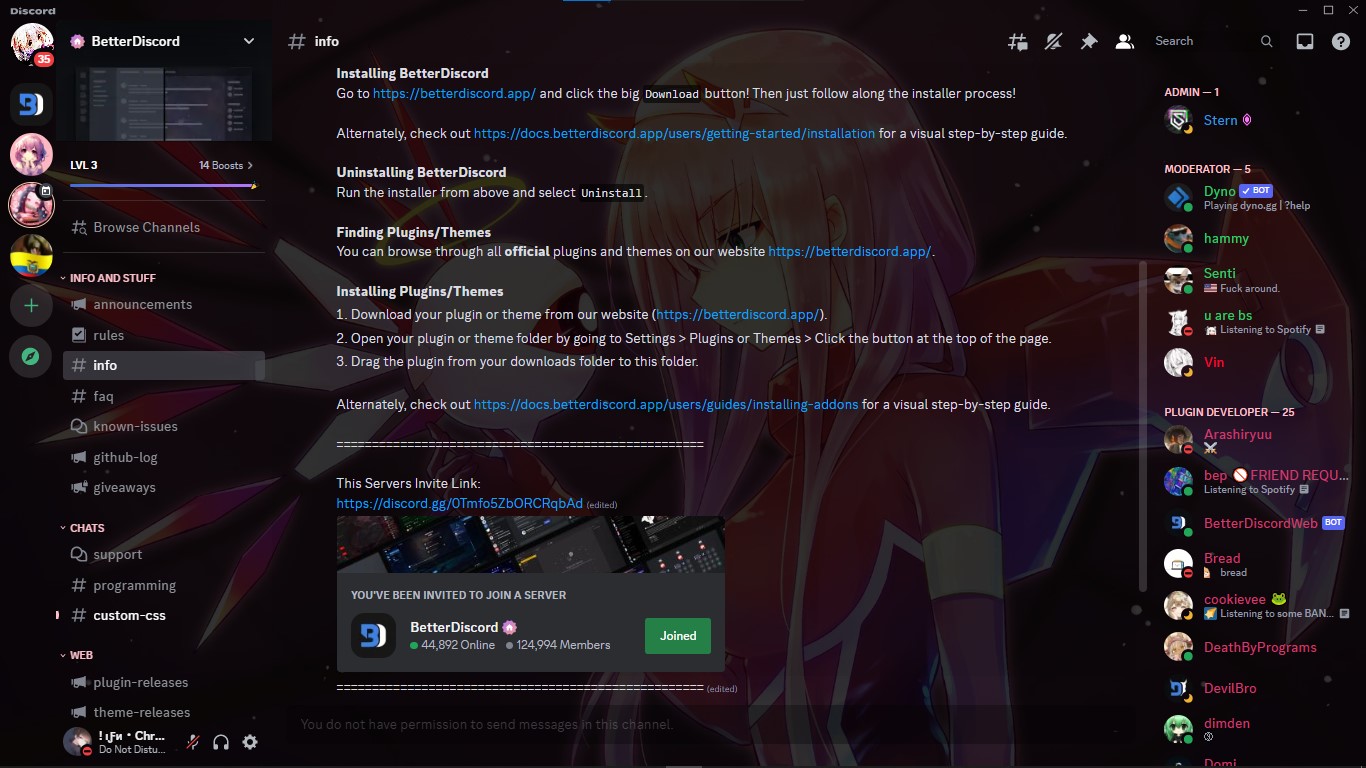 Discord
35
BetterDiscord
LVL 3
14 Boosts
Browse Channels
INFO AND STUFF
announcements
rules
info
faq
known-issues
github-log
giveaways
CHATS
support
programming
custom-css
WEB
plugin-releases
theme-releases
Chr...
Do Not Distu...
info
Search
Installing BetterDiscord
Go to https://betterdiscord.app/ and click the big Download button! Then just follow along the installer process!
Alternately, check out https://docs.betterdiscord.app/users/getting-started/installation for a visual step-by-step guide.
Uninstalling BetterDiscord
Run the installer from above and select Uninstall.
Finding Plugins/Themes
You can browse through all official plugins and themes on our website https://betterdiscord.app/.
Installing Plugins/Themes
1. Download your plugin or theme from our website (https://betterdiscord.app/).
2. Open your plugin or theme folder by going to Settings > Plugins or Themes > Click the button at the top of the page.
3. Drag the plugin from your downloads folder to this folder.
Alternately, check out https://docs.betterdiscord.app/users/guides/installing-addons for a visual step-by-step guide.
====================================================
This Servers Invite Link:
https://discord.gg/0Tmfo5ZbORCRqbAd (edited)
YOU'VE BEEN INVITED TO JOIN A SERVER
BetterDiscord
44,892 Online 124,994 Members
Joined
==================================================== (edited)
You do not have permission to send messages in this channel.
ADMIN — 1
Stern
MODERATOR — 5
Dyno BOT
Playing dyno.gg | ?help
hammy
Senti
Fuck around.
u are bs
Listening to Spotify
Vin
PLUGIN DEVELOPER — 25
Arashiryuu
bep FRIEND REQU...
Listening to Spotify
BetterDiscordWeb BOT
Bread
bread
cookievee
Listening to some BAN...
DeathByPrograms
DevilBro
dimden
Domi